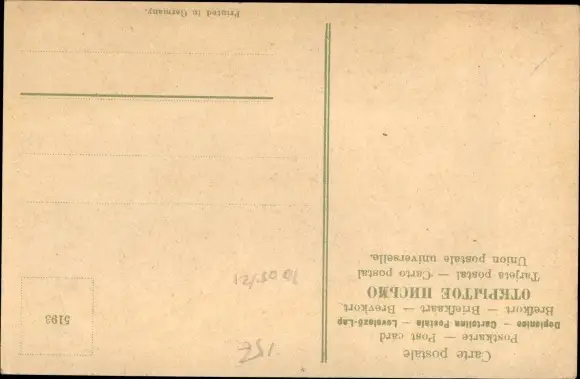 Carte postale
Postkarte — Post card
Dopisnice — Cartolina Postale — Levelező-Lap
Brefkort — Briefkaart — Brevkort
ОТКРЫТОЕ ПИСЬМО
Tarjeta postal — Carto postal
Union postale universelle.
5193
Printed in Germany.